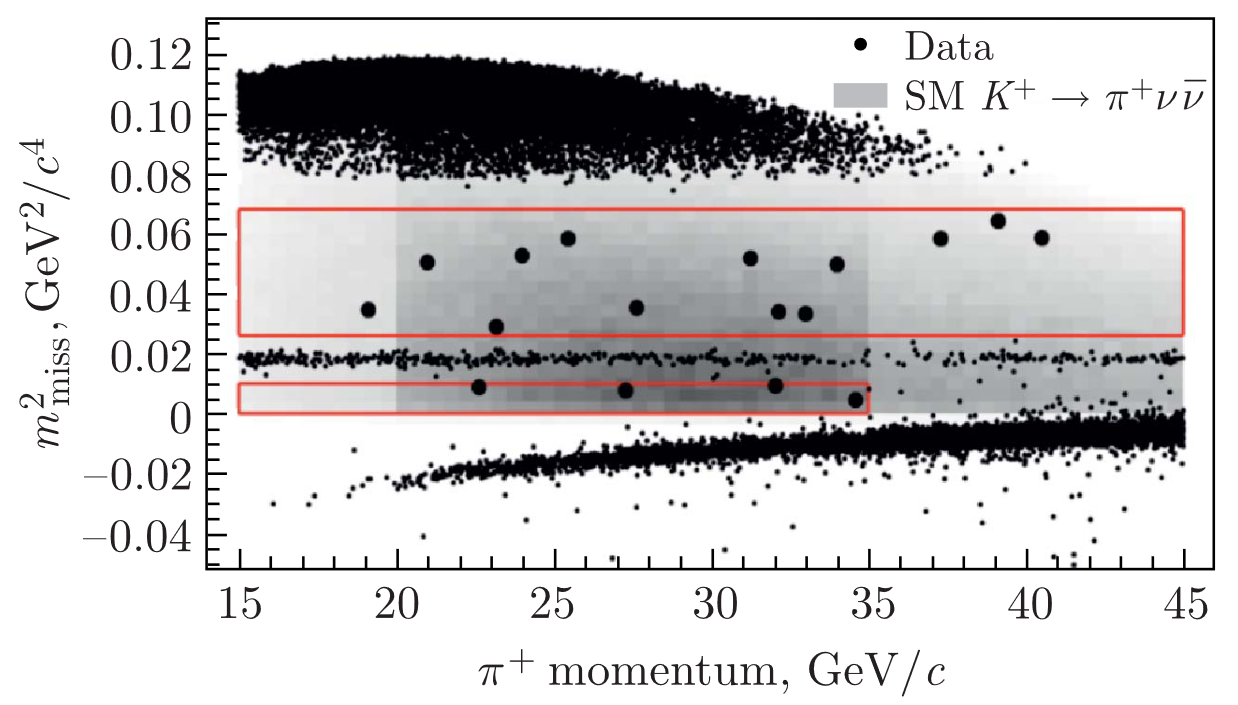 Data
SM K⁺ → π⁺νν̅
0.12
0.10
0.08
0.06
0.04
0.02
0
−0.02
−0.04
m²miss, GeV²/c⁴
15 20 25 30 35 40 45
π⁺ momentum, GeV/c